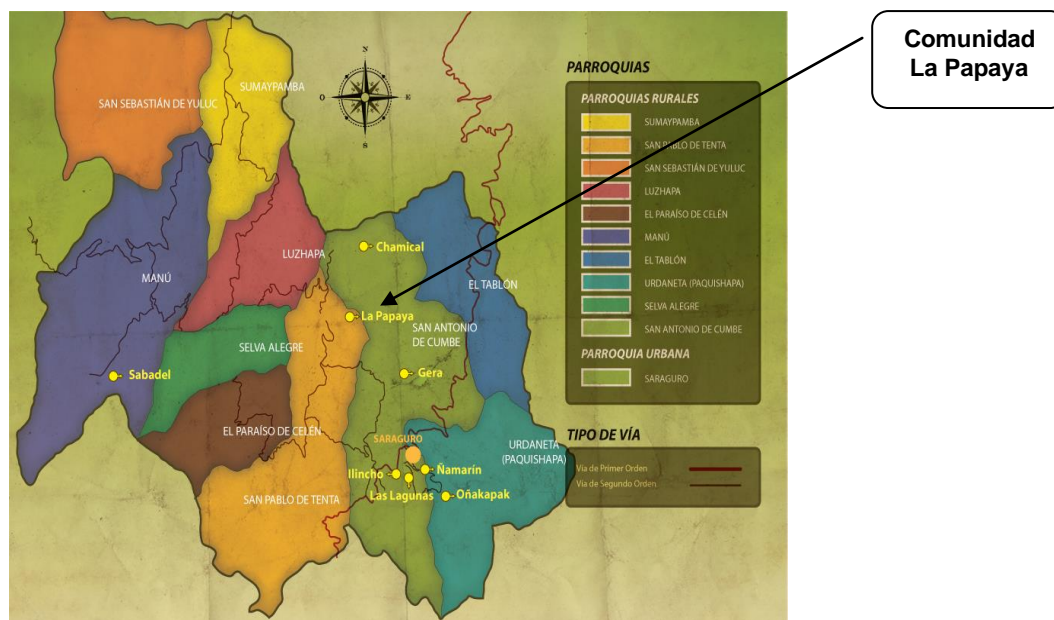 Comunidad
La Papaya
N
O
E
S
SUMAYPAMBA
SAN SEBASTIÁN DE YULUC
LUZHAPA
MANÚ
Chamical
EL TABLÓN
La Papaya
SAN ANTONIO
DE CUMBE
SELVA ALEGRE
Gera
Sabadel
EL PARAÍSO DE CELÉN
SARAGURO
URDANETA
(PAQUISHAPA)
Ilincho
Ñamarín
Las Lagunas
Oñakapak
SAN PABLO DE TENTA
PARROQUIAS
PARROQUIAS RURALES
SUMAYPAMBA
SAN PABLO DE TENTA
SAN SEBASTIÁN DE YULUC
LUZHAPA
EL PARAÍSO DE CELÉN
MANÚ
EL TABLÓN
URDANETA (PAQUISHAPA)
SELVA ALEGRE
SAN ANTONIO DE CUMBE
PARROQUIA URBANA
SARAGURO
TIPO DE VÍA
Vía de Primer Orden
Vía de Segundo Orden